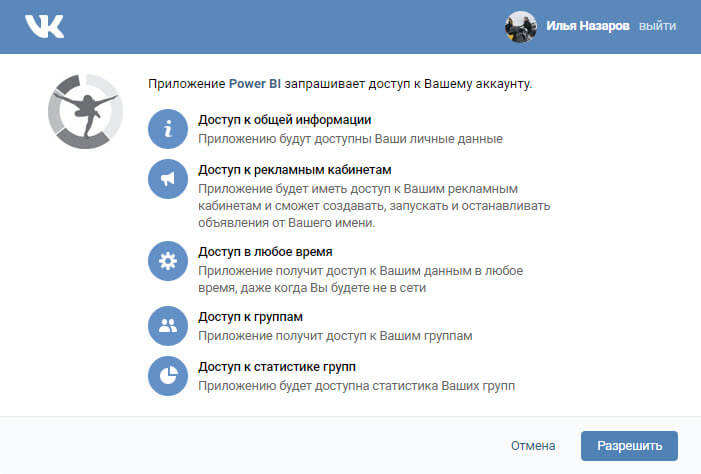 VK
Илья Назаров выйти
Приложение Power BI запрашивает доступ к Вашему аккаунту.
Доступ к общей информации
Приложению будут доступны Ваши личные данные
Доступ к рекламным кабинетам
Приложение будет иметь доступ к Вашим рекламным
кабинетам и сможет создавать, запускать и останавливать
объявления от Вашего имени.
Доступ в любое время
Приложение получит доступ к Вашим данным в любое
время, даже когда Вы будете не в сети
Доступ к группам
Приложение получит доступ к Вашим группам
Доступ к статистике групп
Приложению будет доступна статистика Ваших групп
Отмена
Разрешить